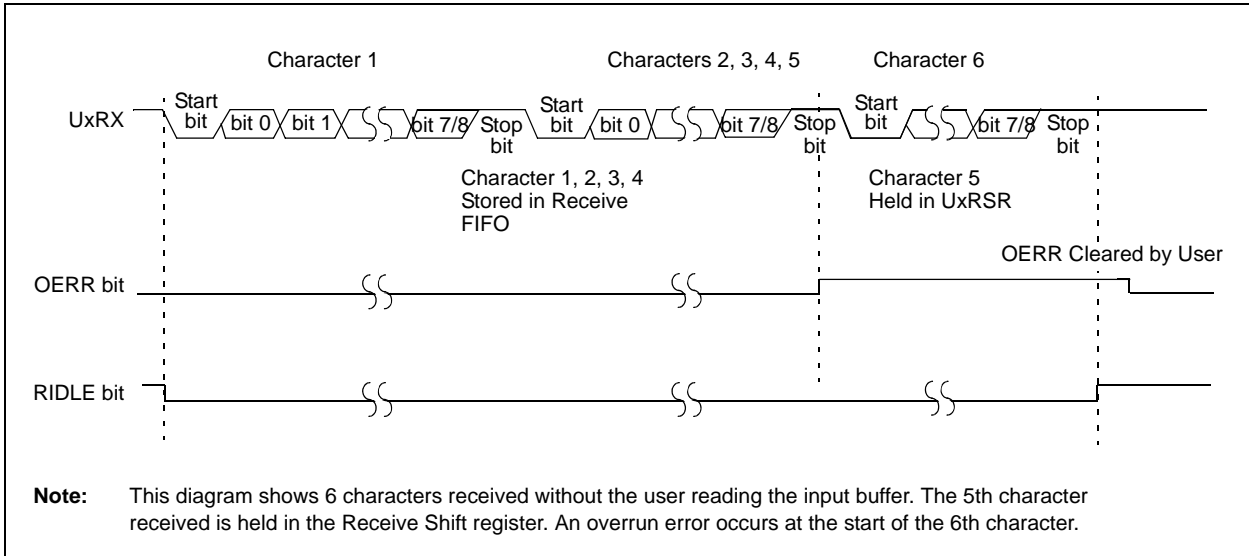 Character 1
Characters 2, 3, 4, 5
Character 6
UxRX
Start
bit
bit 0
bit 1
bit 7/8
Stop
bit
Start
bit
bit 0
bit 7/8
Stop
bit
Start
bit
bit 7/8
Stop
bit
Character 1, 2, 3, 4
Stored in Receive
FIFO
Character 5
Held in UxRSR
OERR Cleared by User
OERR bit
RIDLE bit
Note: This diagram shows 6 characters received without the user reading the input buffer. The 5th character
received is held in the Receive Shift register. An overrun error occurs at the start of the 6th character.